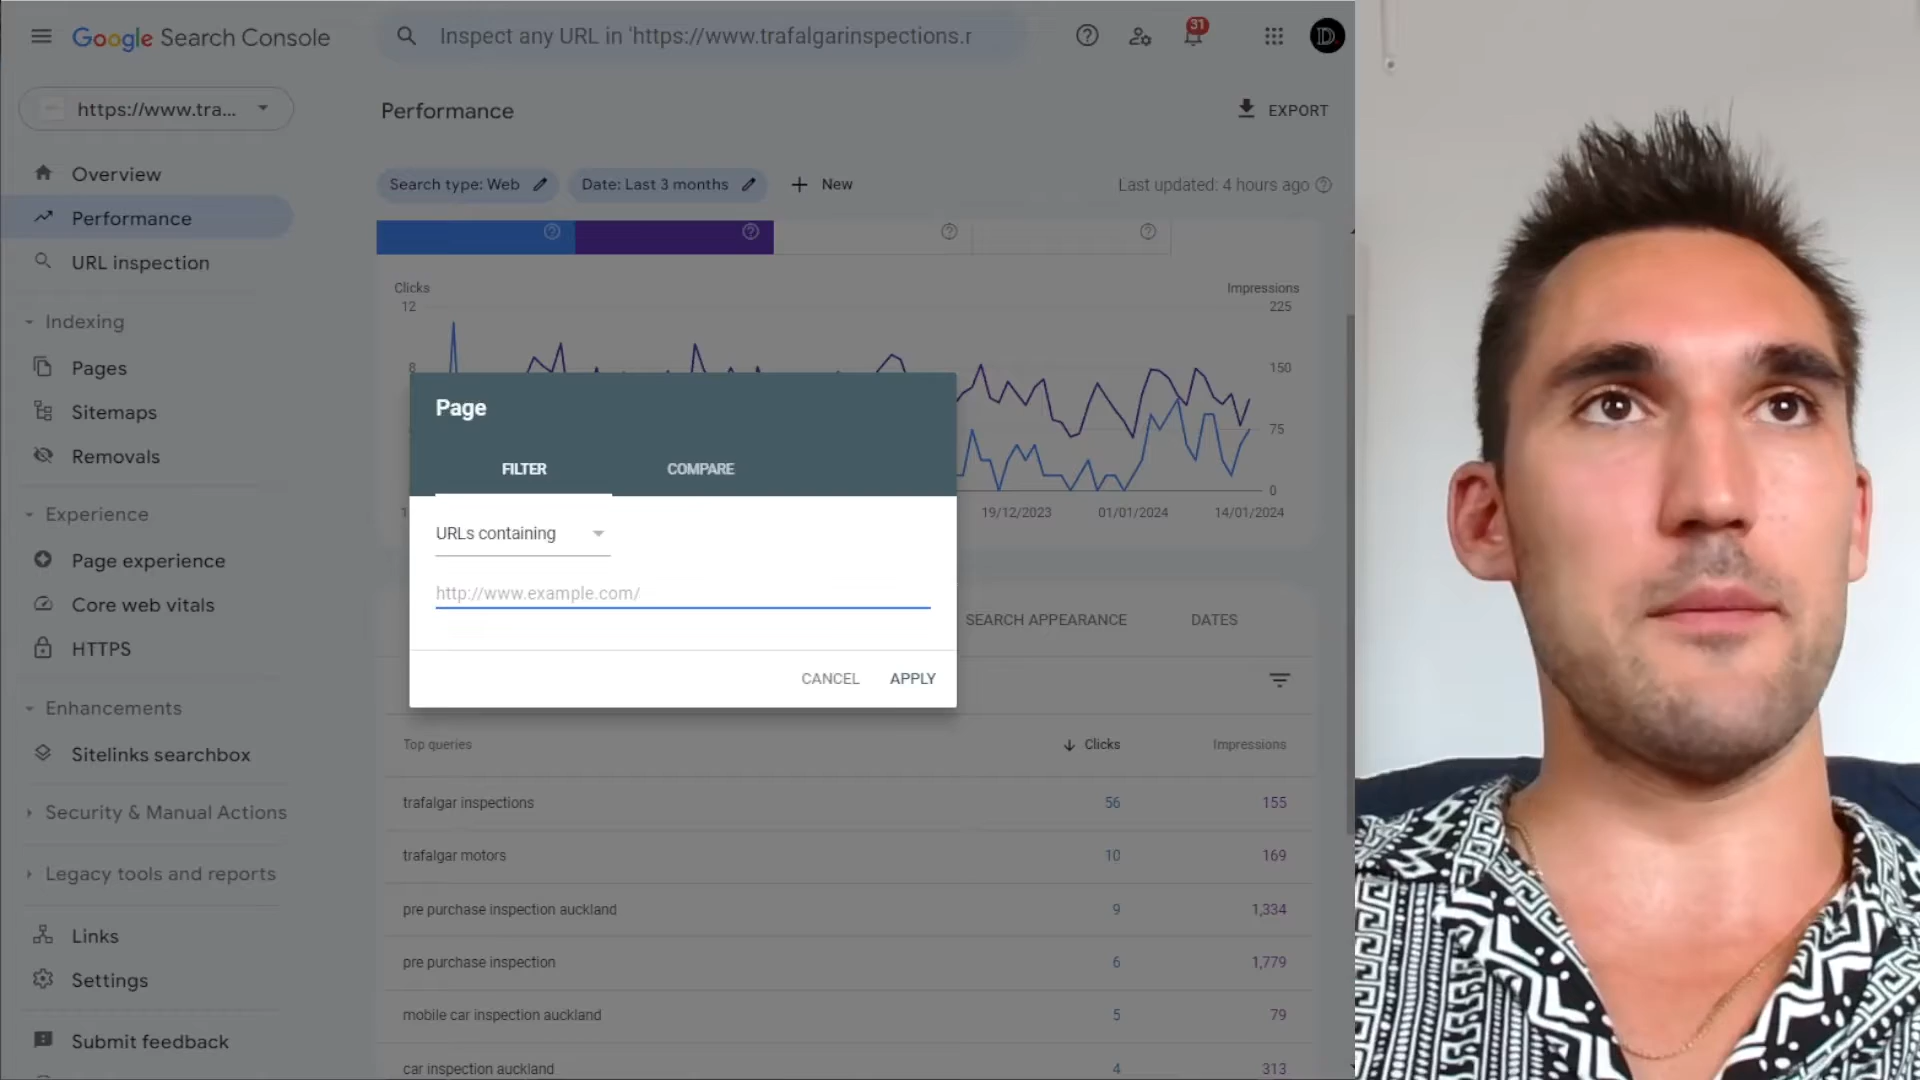 Google Search Console
Inspect any URL in 'https://www.trafalgarinspections.r
31
https://www.tra...
Performance
EXPORT
Overview
Search type: Web
Date: Last 3 months
New
Last updated: 4 hours ago
Performance
URL inspection
Clicks
Impressions
12
225
Indexing
Pages
8
150
Page
Sitemaps
75
Removals
FILTER
COMPARE
0
Experience
19/12/2023
01/01/2024
14/01/2024
URLs containing
Page experience
http://www.example.com/
Core web vitals
SEARCH APPEARANCE
DATES
HTTPS
CANCEL
APPLY
Enhancements
Sitelinks searchbox
Top queries
Clicks
Impressions
Security & Manual Actions
trafalgar inspections
56
155
trafalgar motors
10
169
Legacy tools and reports
pre purchase inspection auckland
9
1,334
Links
pre purchase inspection
6
1,779
Settings
mobile car inspection auckland
5
79
Submit feedback
car inspection auckland
4
313